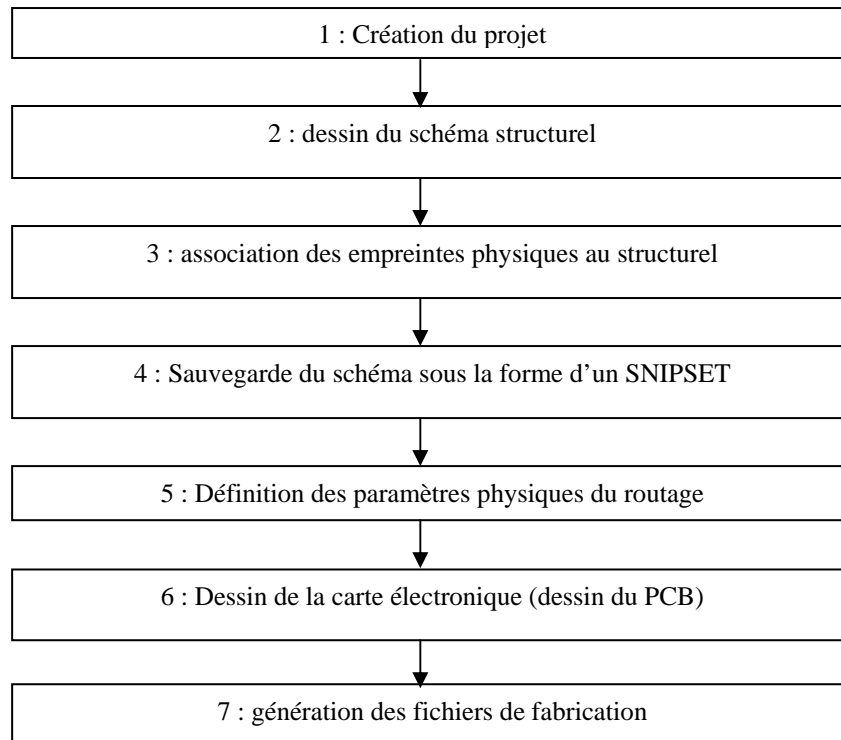 1 : Création du projet
2 : dessin du schéma structurel
3 : association des empreintes physiques au structurel
4 : Sauvegarde du schéma sous la forme d’un SNIPSET
5 : Définition des paramètres physiques du routage
6 : Dessin de la carte électronique (dessin du PCB)
7 : génération des fichiers de fabrication